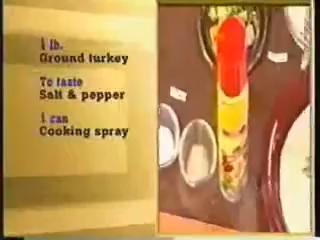 1 lb.
Ground turkey
To taste
Salt & pepper
1 can
Cooking spray